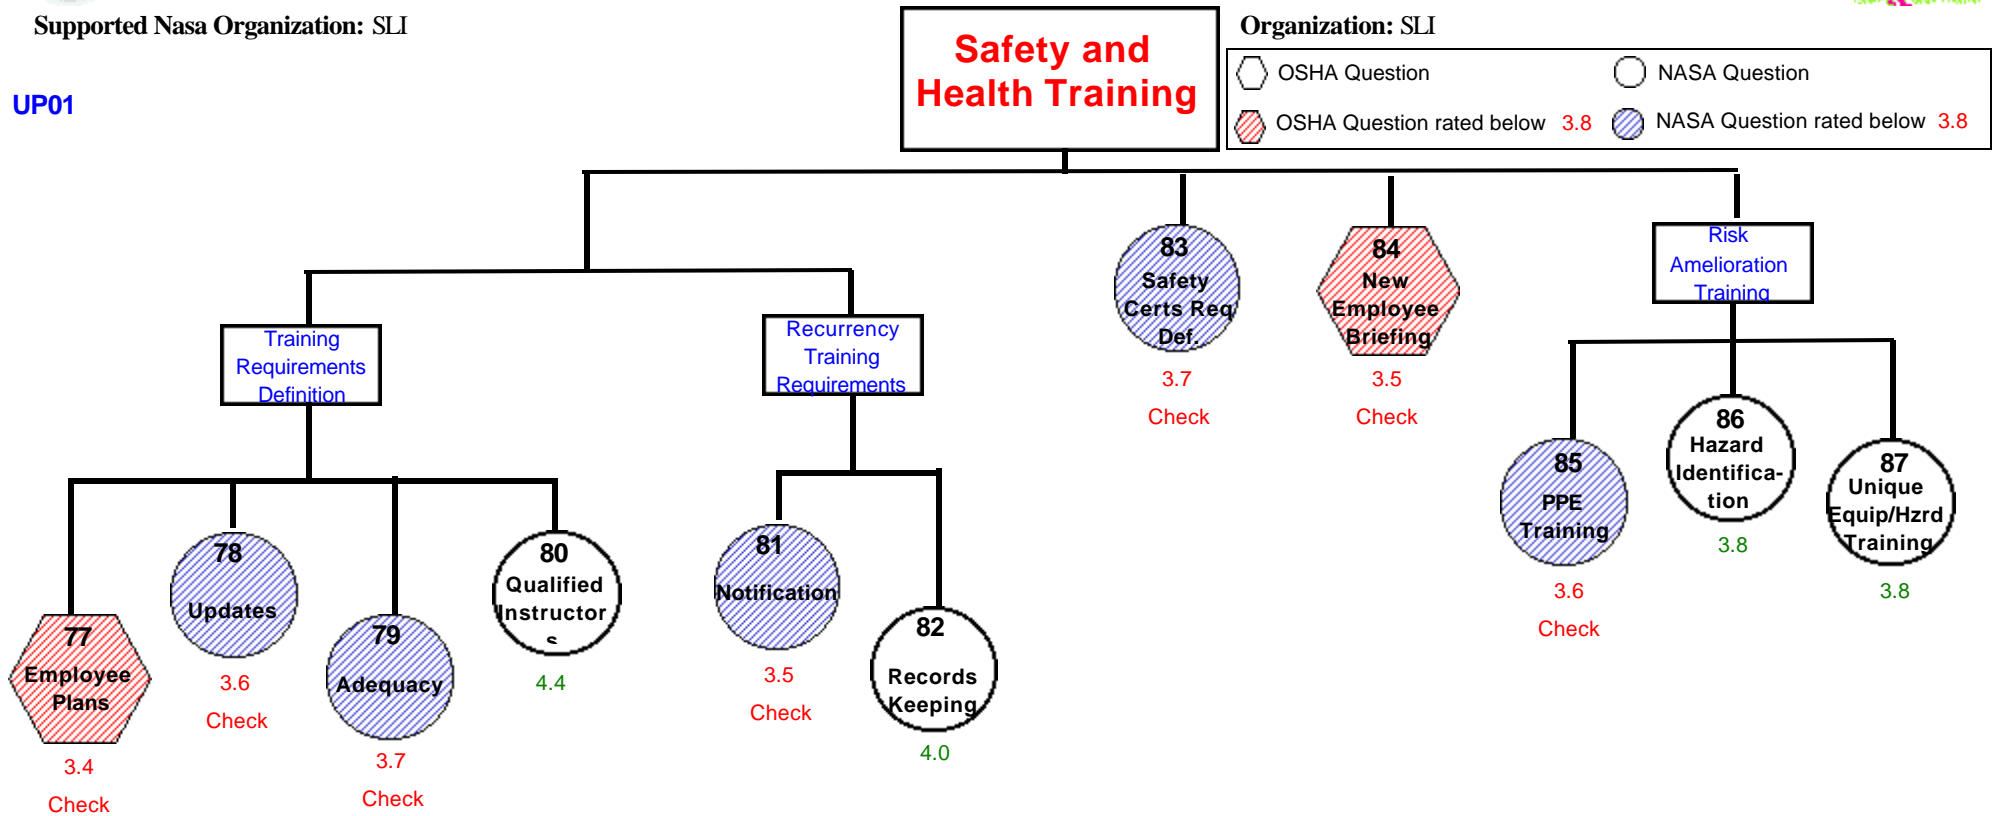 Supported Nasa Organization: SLI
Organization: SLI
UP01
Safety and
Health Training
OSHA Question
NASA Question
OSHA Question rated below 3.8
NASA Question rated below 3.8
Training
Requirements
Definition
Recurrency
Training
Requirements
83
Safety
Certs Req
Def.
3.7
Check
84
New
Employee
Briefing
3.5
Check
Risk
Amelioration
Training
77
Employee
Plans
3.4
Check
78
Updates
3.6
Check
79
Adequacy
3.7
Check
80
Qualified
Instructor
s
4.4
81
Notification
3.5
Check
82
Records
Keeping
4.0
85
PPE
Training
3.6
Check
86
Hazard
Identifica-
tion
3.8
87
Unique
Equip/Hzrd
Training
3.8